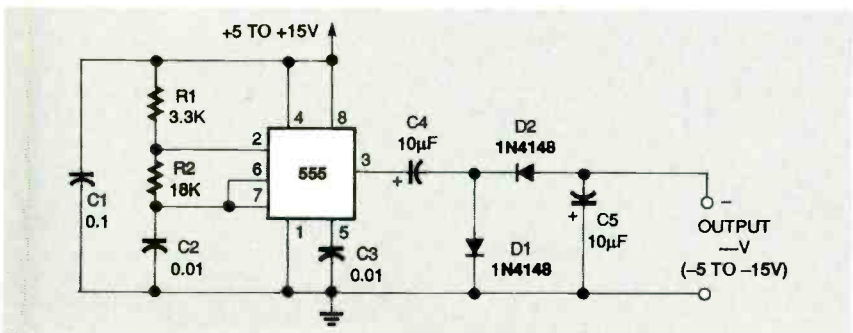 +5 TO +15V
R1
3.3K
4
8
C4
10µF
D2
1N4148
2
R2
18K
6
555
3
+
7
C1
0.1
+
C5
10µF
–
OUTPUT
—V
(–5 TO –15V)
1
5
C2
0.01
C3
0.01
D1
1N4148